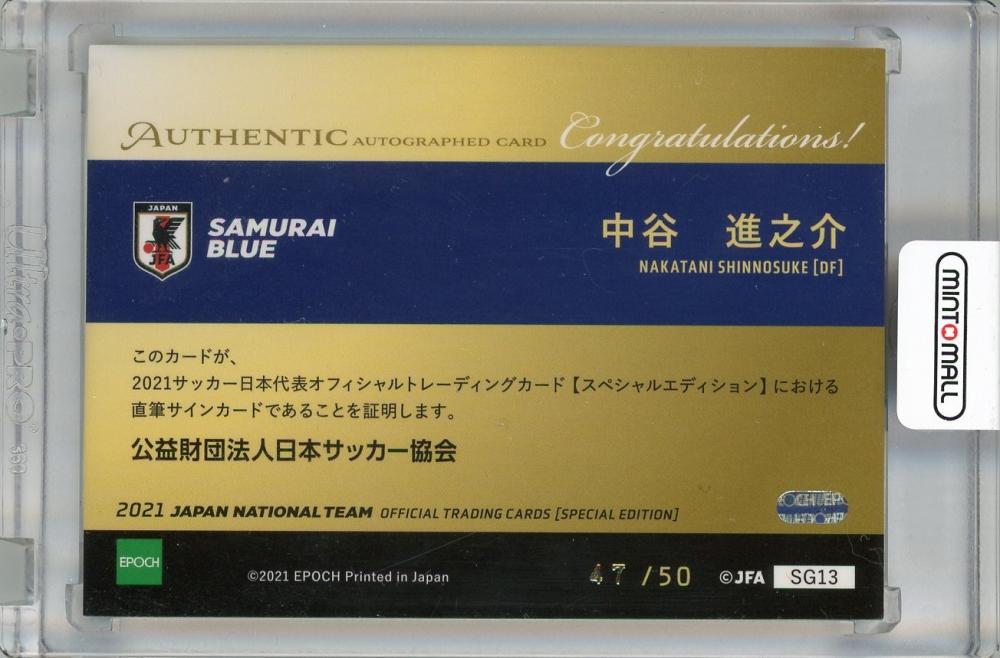 AUTHENTIC AUTOGRAPHED CARD Congratulations!
JAPAN
JFA
SAMURAI
BLUE
中谷 進之介
NAKATANI SHINNOSUKE [DF]
MINT MALL
ULTRA·PRO
このカードが、
2021サッカー日本代表オフィシャルトレーディングカード【スペシャルエディション】における
直筆サインカードであることを証明します。
公益財団法人日本サッカー協会
2021 JAPAN NATIONAL TEAM OFFICIAL TRADING CARDS [SPECIAL EDITION]
EPOCH
©2021 EPOCH Printed in Japan
47 /50
©JFA
SG13